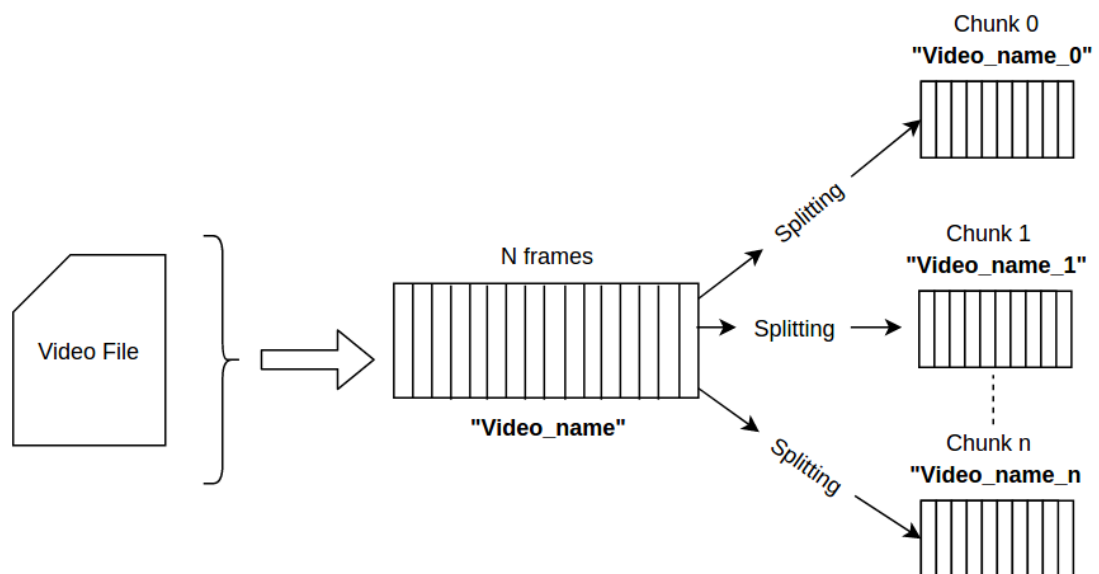 Chunk 0
"Video_name_0"
Splitting
Chunk 1
"Video_name_1"
N frames
Splitting
Video File
"Video_name"
Splitting
Chunk n
"Video_name_n